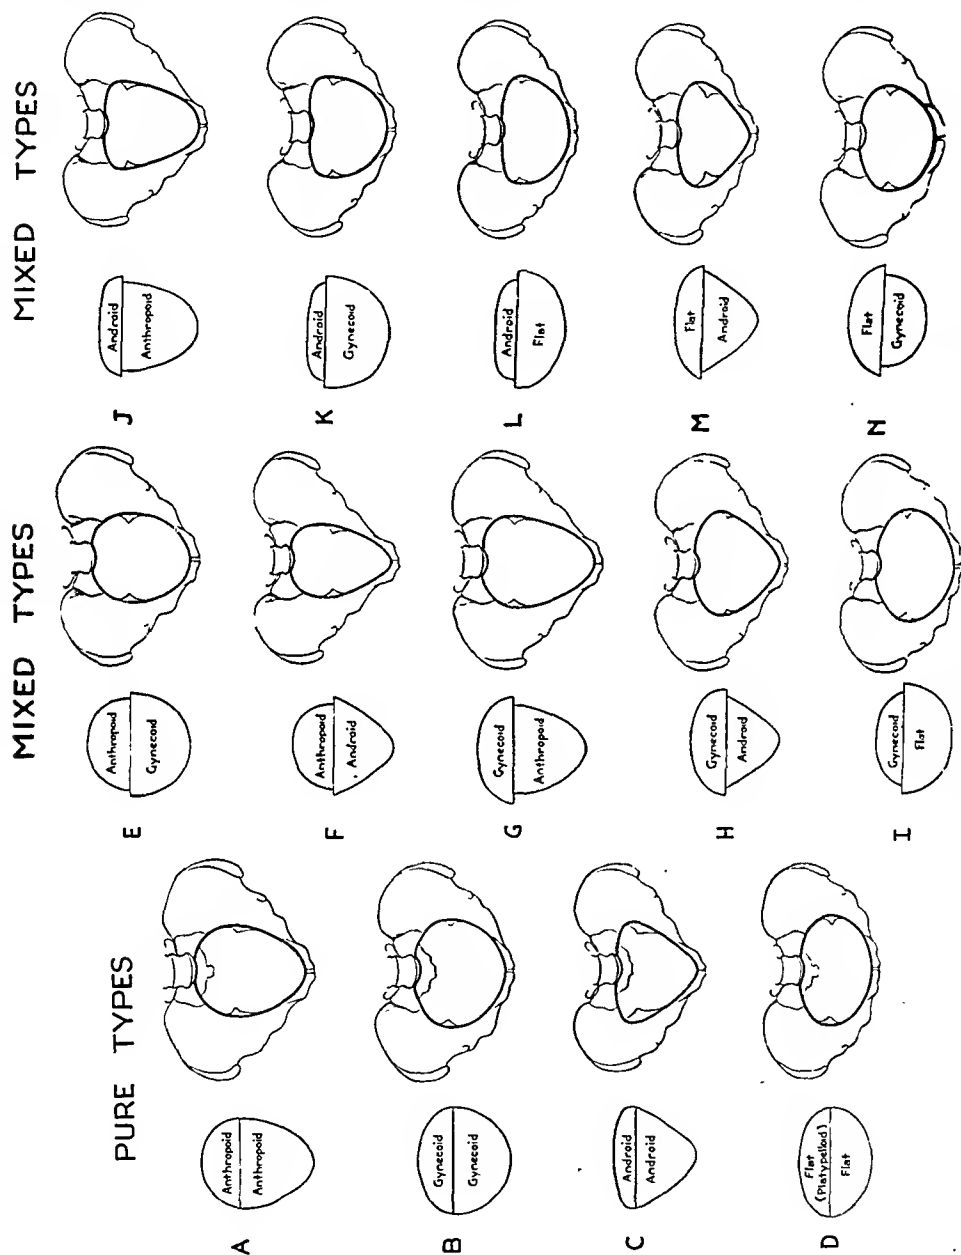 PURE TYPES
A
Anthropoid
Anthropoid
B
Gynecoid
Gynecoid
C
Android
Android
D
Flat
(Platypelloid)
Flat
MIXED TYPES
E
Anthropoid
Gynecoid
F
Anthropoid
Android
G
Gynecoid
Anthropoid
H
Gynecoid
Android
I
Gynecoid
Flat
MIXED TYPES
J
Android
Anthropoid
K
Android
Gynecoid
L
Android
Flat
M
Flat
Android
N
Flat
Gynecoid